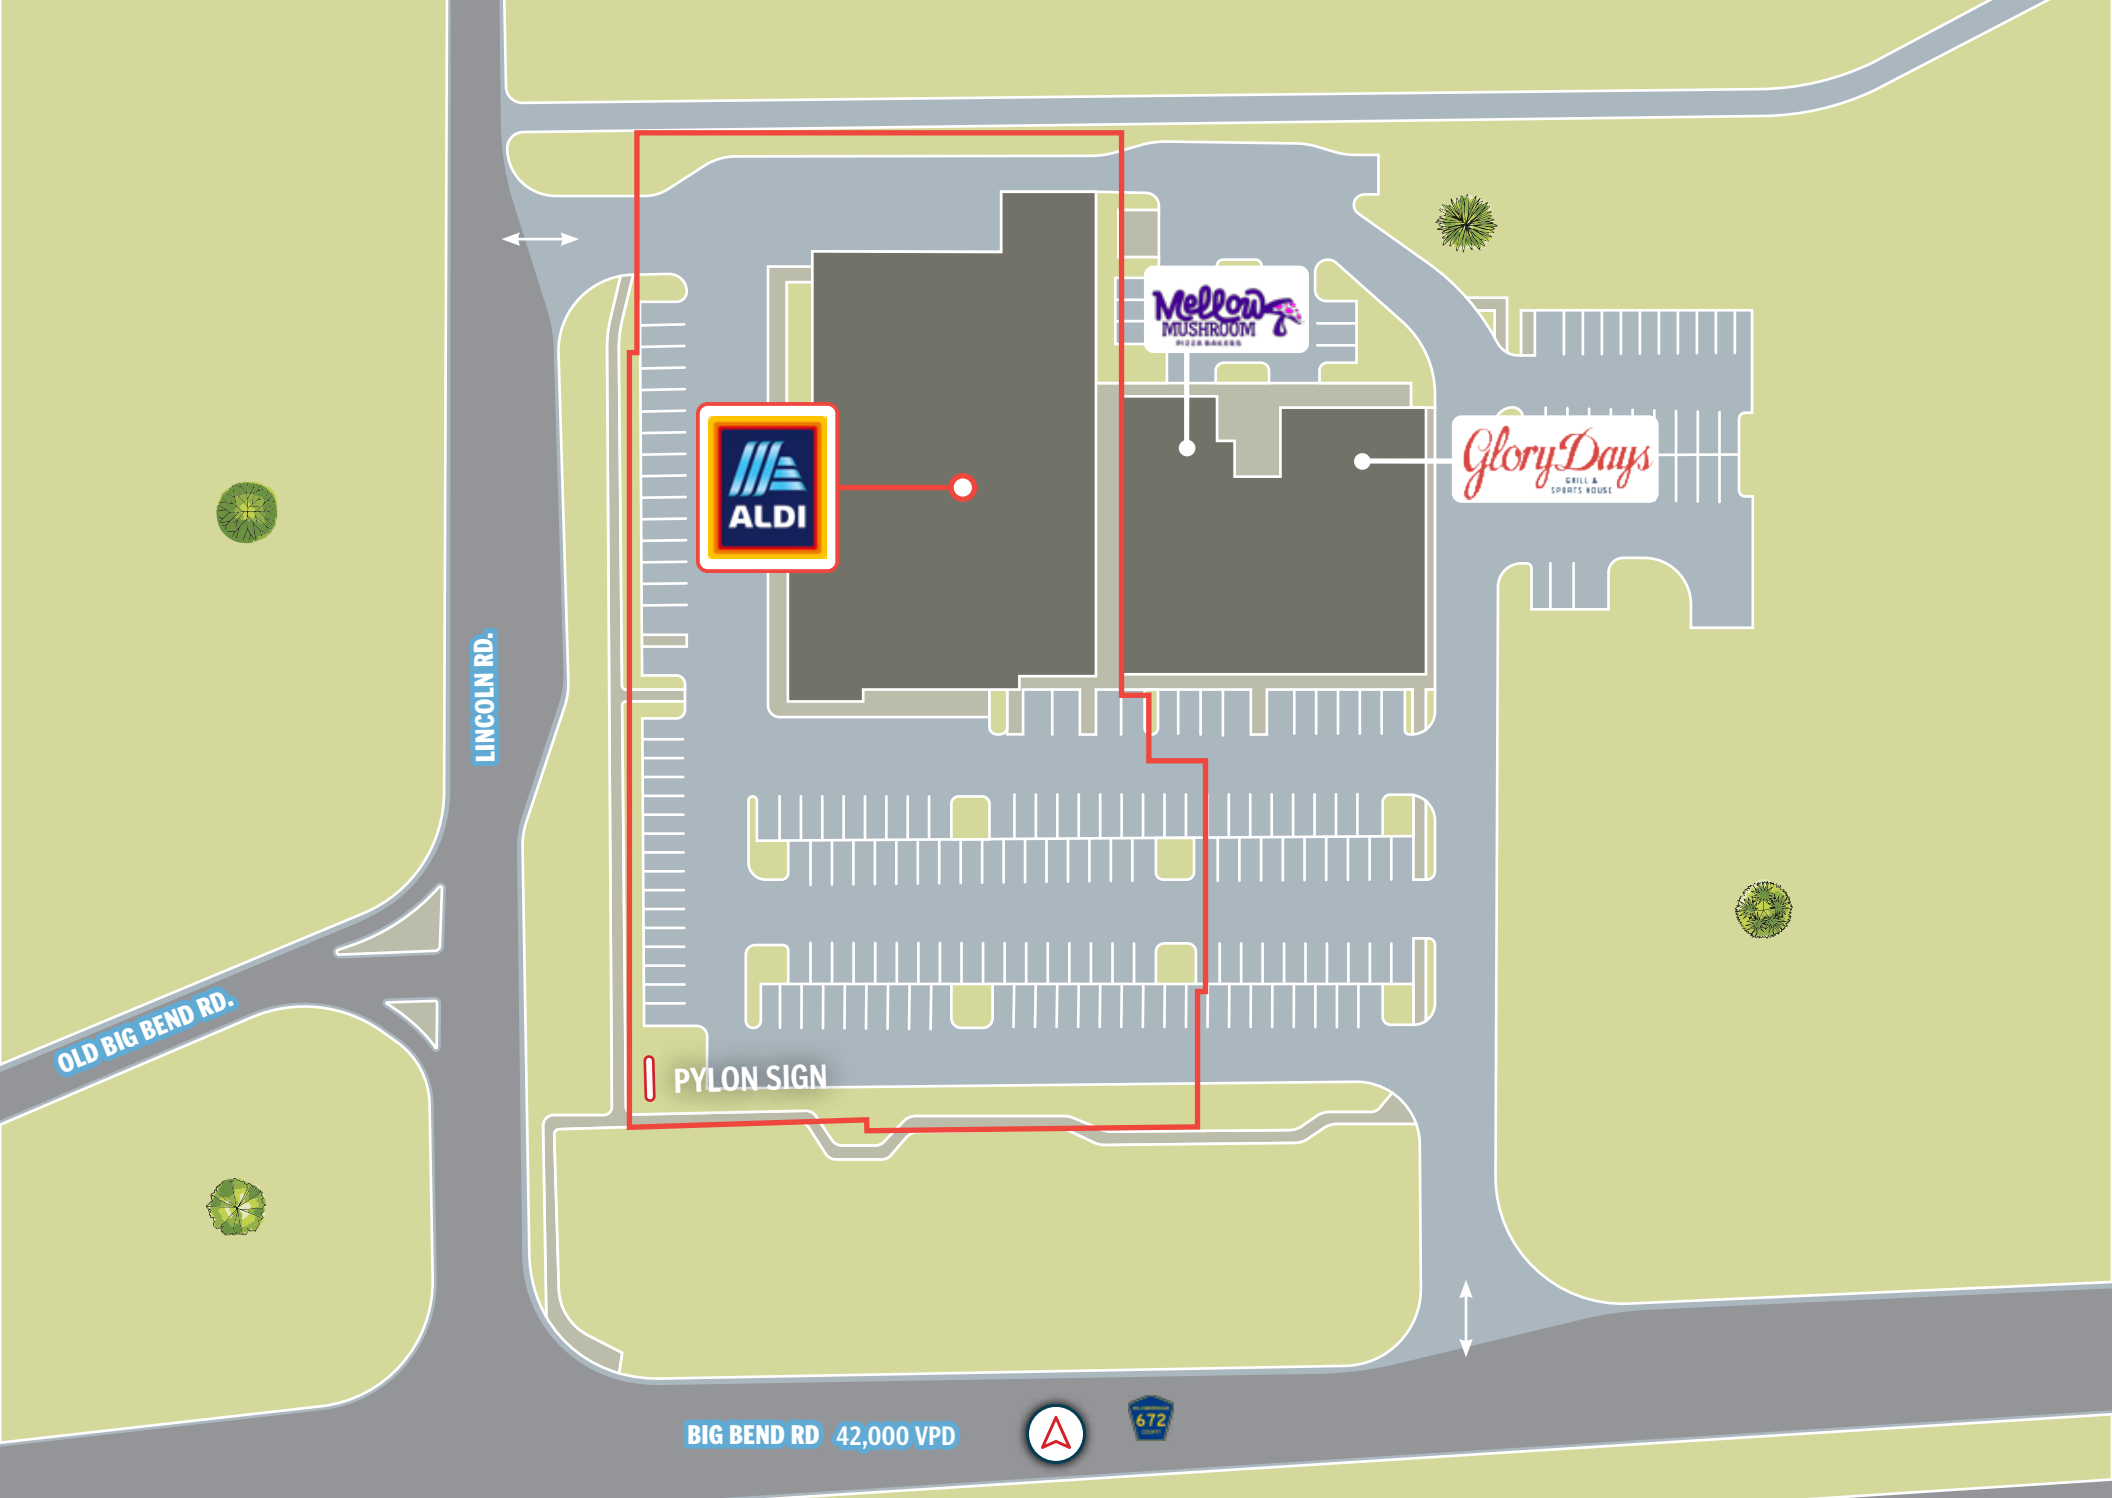 Mellow
MUSHROOM
PIZZA BAKERS
Glory Days
GRILL &
SPORTS HOUSE
ALDI
LINCOLN RD.
OLD BIG BEND RD.
PYLON SIGN
BIG BEND RD 42,000 VPD
672
COUNTY